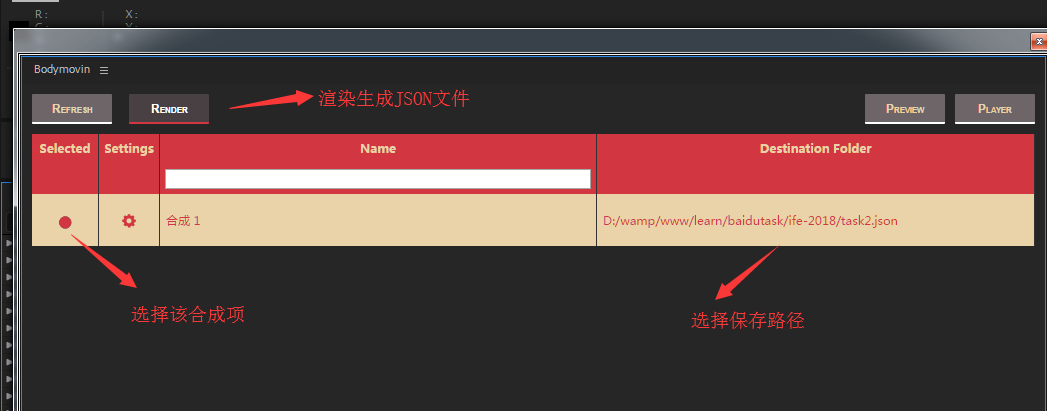 R:
X:
Bodymovin
REFRESH
RENDER
渲染生成JSON文件
PREVIEW
PLAYER
Selected
Settings
Name
Destination Folder
合成 1
D:/wamp/www/learn/baidutask/ife-2018/task2.json
选择该合成项
选择保存路径